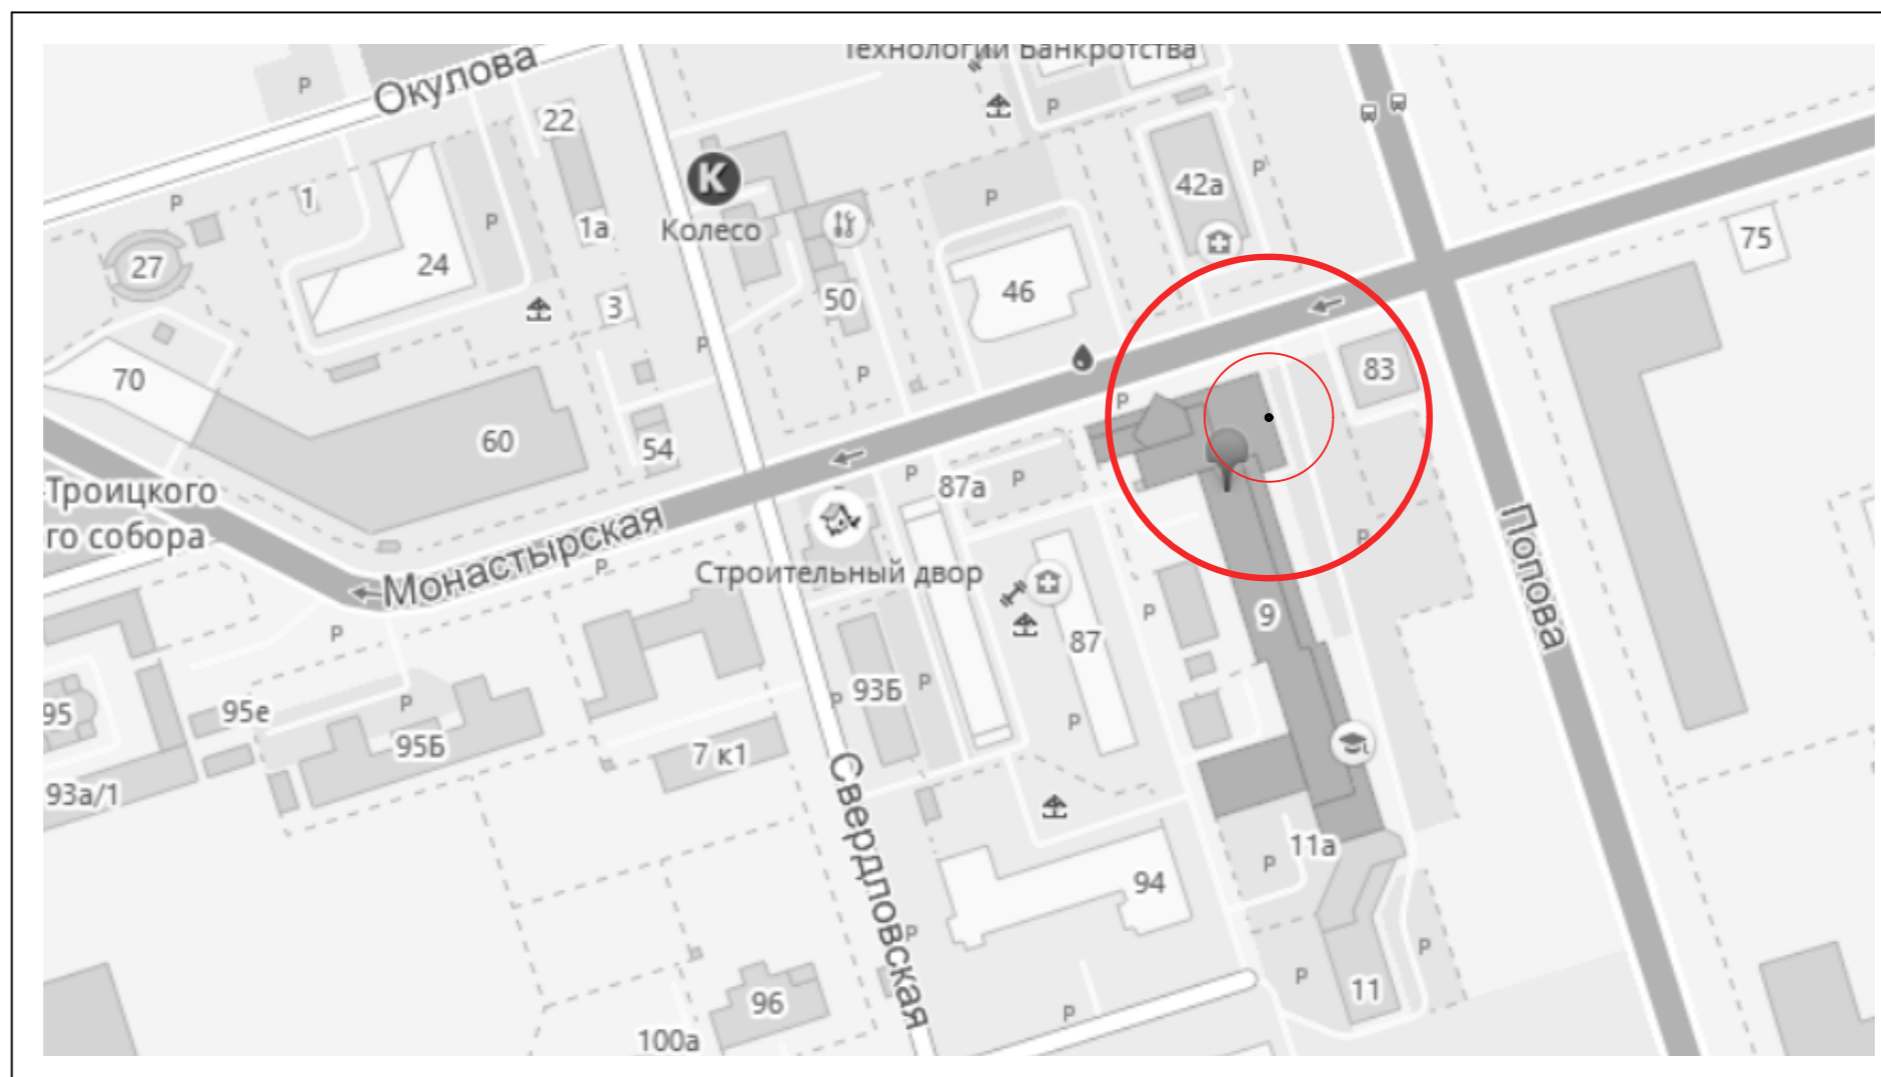 Технологии Банкротства
Окулова
P
22
P
42а
P
P
1
P
P
1а
К
Колесо
P
75
27
24
3
50
46
P
P
83
70
P
60
54
P
P
87а
P
Троицкого
го собора
Монастырская
P
Строительный двор
P
Попова
9
P
P
87
95
95е
P
95Б
93Б
P
P
P
7 к1
93а/1
Свердловская
11а
P
94
P
P
P
11
96
P
100а